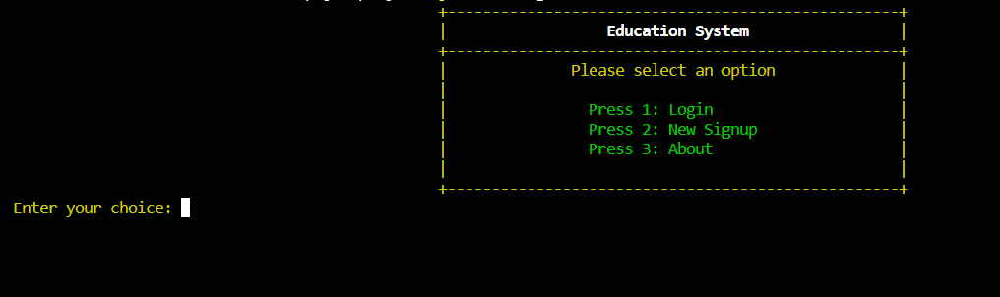 Education System
Please select an option
Press 1: Login
Press 2: New Signup
Press 3: About
Enter your choice: